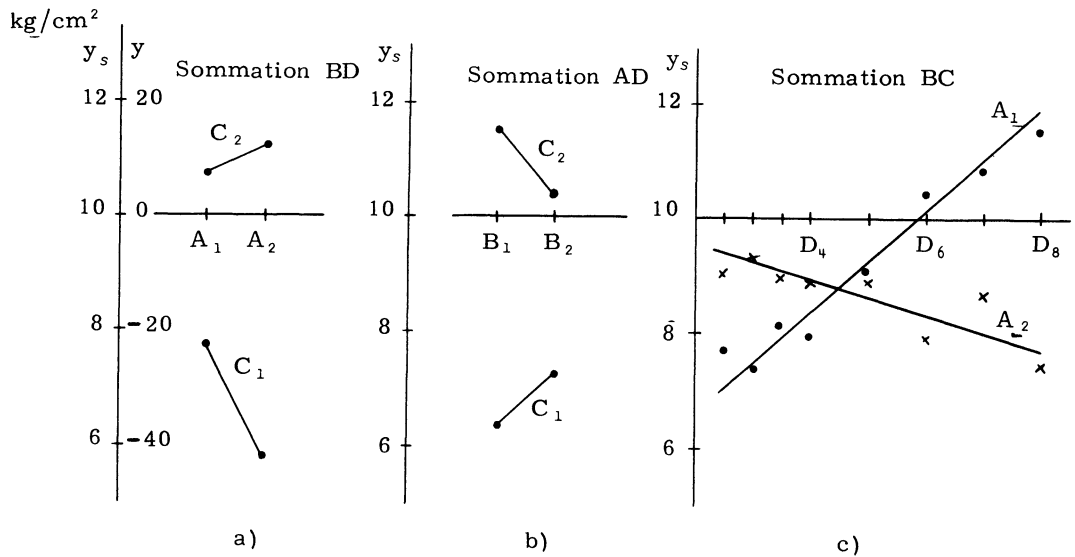 kg/cm²
y_s y
Sommation BD
12 20
C₂
10 0
A₁ A₂
8 -20
C₁
6 -40
a)
y_s
Sommation AD
12
C₂
10
B₁ B₂
8
C₁
6
b)
y_s
Sommation BC
12
A₁
10
D₄ D₆ D₈
8
A₂
6
c)